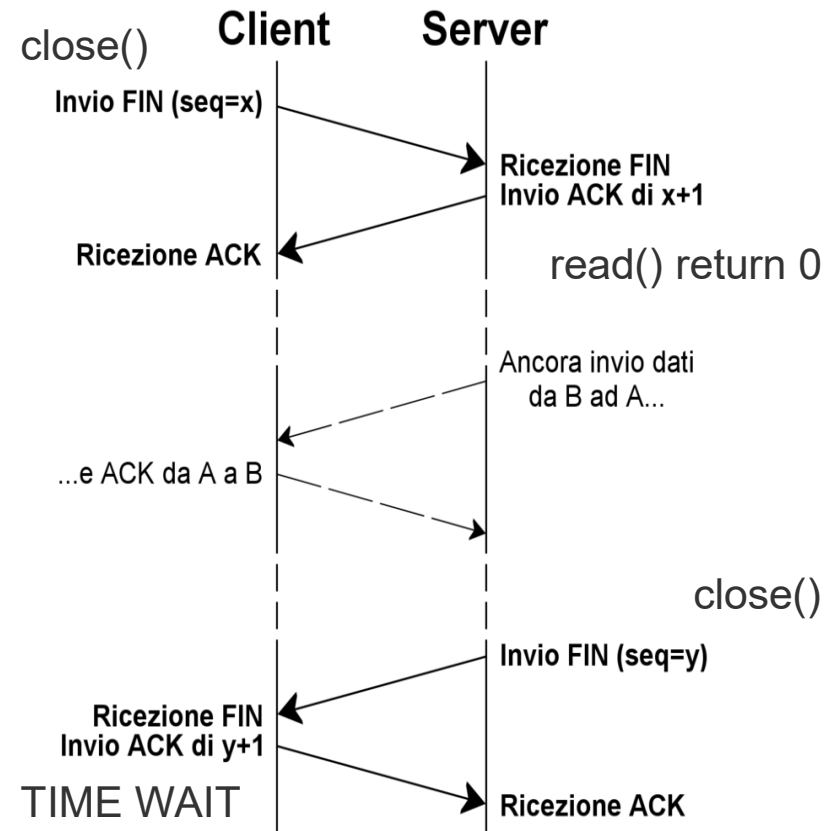 Client
Server
close()
Invio FIN (seq=x)
Ricezione FIN
Invio ACK di x+1
Ricezione ACK
read() return 0
Ancora invio dati
da B ad A...
...e ACK da A a B
close()
Invio FIN (seq=y)
Ricezione FIN
Invio ACK di y+1
TIME WAIT
Ricezione ACK